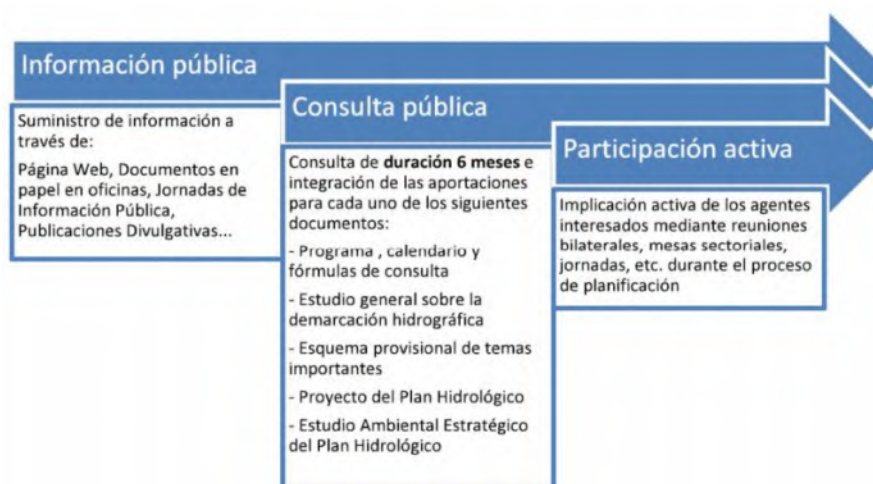 Información pública
Suministro de información a
través de:
Página Web, Documentos en
papel en oficinas, Jornadas de
Información Pública,
Publicaciones Divulgativas...
Consulta pública
Consulta de duración 6 meses e
integración de las aportaciones
para cada uno de los siguientes
documentos:
- Programa , calendario y
fórmulas de consulta
- Estudio general sobre la
demarcación hidrográfica
- Esquema provisional de temas
importantes
- Proyecto del Plan Hidrológico
- Estudio Ambiental Estratégico
del Plan Hidrológico
Participación activa
Implicación activa de los agentes
interesados mediante reuniones
bilaterales, mesas sectoriales,
jornadas, etc. durante el proceso
de planificación